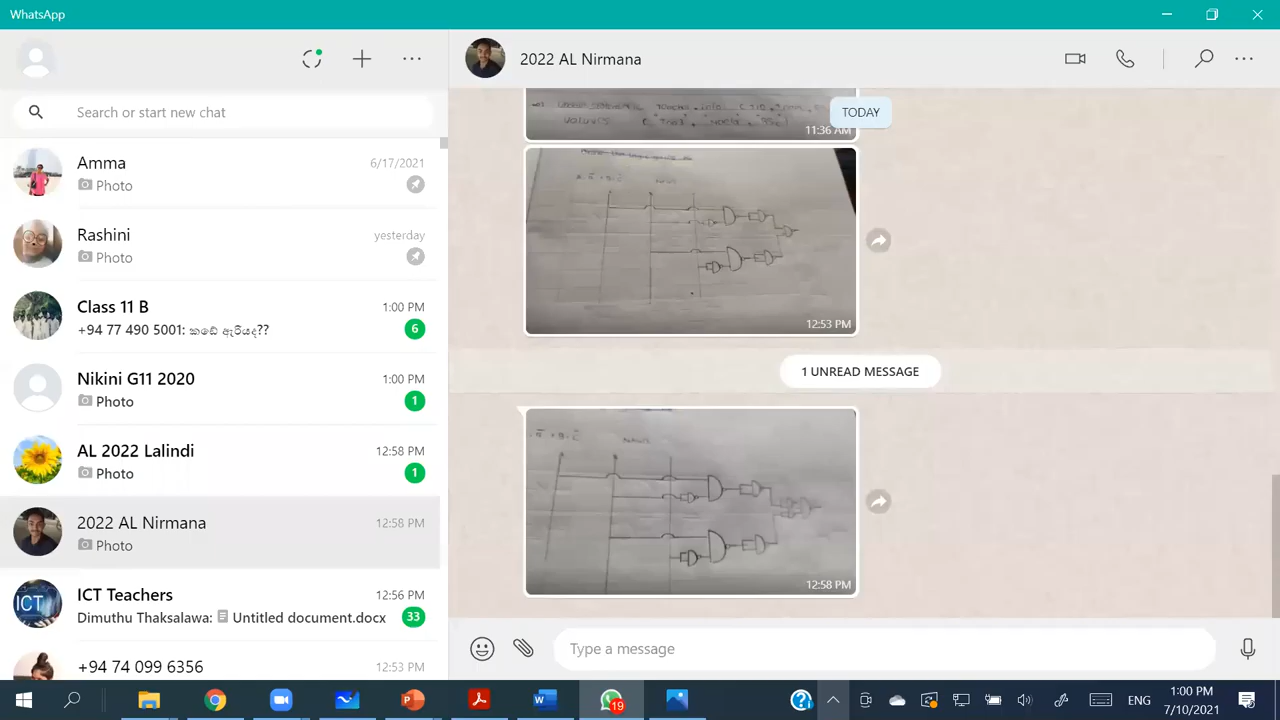 WhatsApp
2022 AL Nirmana
Search or start new chat
Amma
6/17/2021
Photo
Rashini
yesterday
Photo
Class 11 B
1:00 PM
+94 77 490 5001: කඩේ ඇරියද??
6
Nikini G11 2020
1:00 PM
Photo
1
AL 2022 Lalindi
12:58 PM
Photo
1
2022 AL Nirmana
12:58 PM
Photo
ICT Teachers
12:56 PM
Dimuthu Thaksalawa: Untitled document.docx
33
+94 74 099 6356
12:53 PM
TODAY
values
11:36 AM
12:53 PM
1 UNREAD MESSAGE
12:58 PM
Type a message
ICT
19
ENG
1:00 PM
7/10/2021